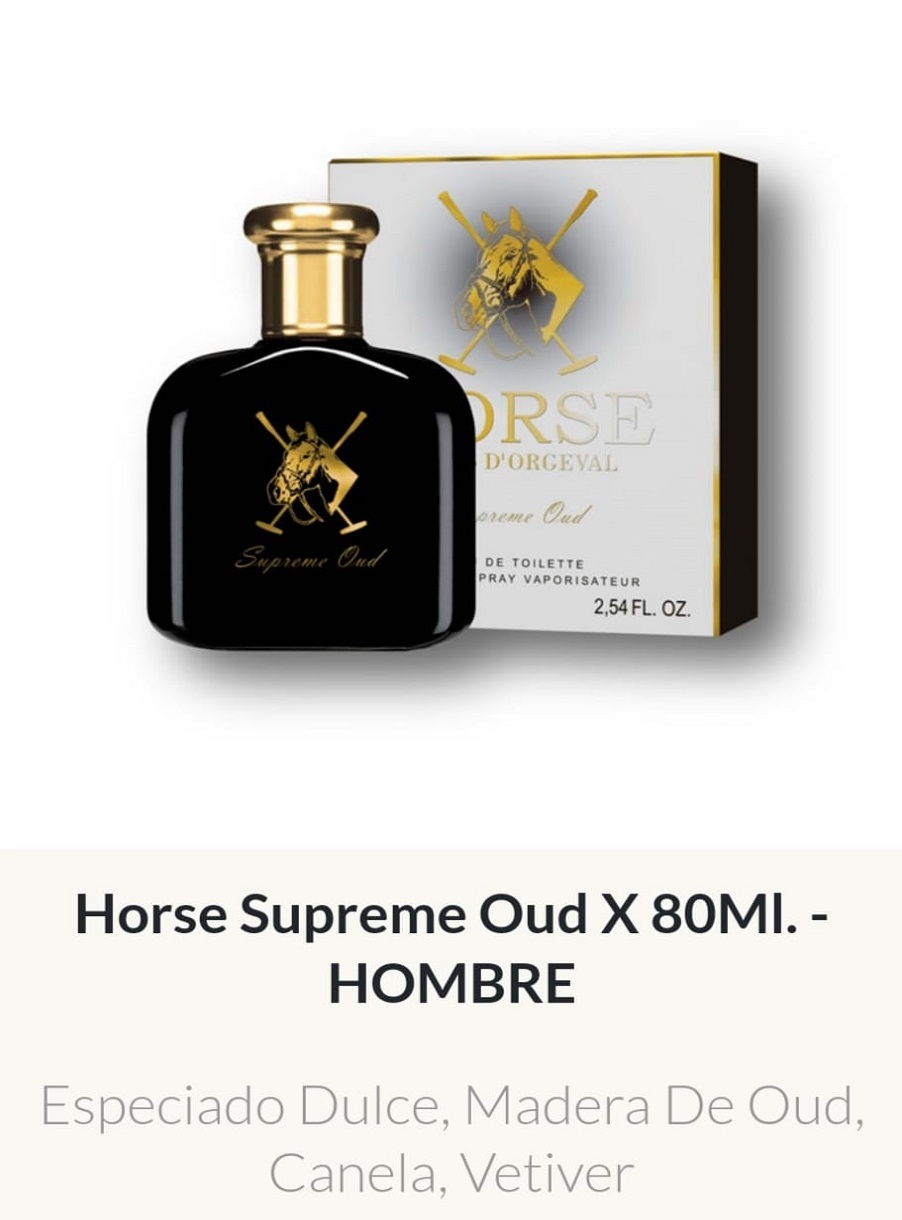 ORSE
D'ORGEVAL
preme Oud
DE TOILETTE
PRAY VAPORISATEUR
2,54 FL. OZ.
Supreme Oud
Horse Supreme Oud X 80Ml. -
HOMBRE
Especiado Dulce, Madera De Oud,
Canela, Vetiver